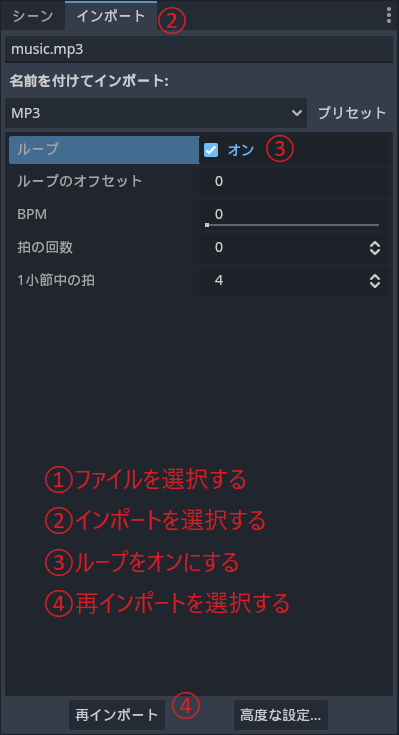 シーン インポート ②
music.mp3
名前を付けてインポート:
MP3 プリセット
ループ オン ③
ループのオフセット 0
BPM 0
拍の回数 0
1小節中の拍 4
①ファイルを選択する
②インポートを選択する
③ループをオンにする
④再インポートを選択する
再インポート ④ 高度な設定...